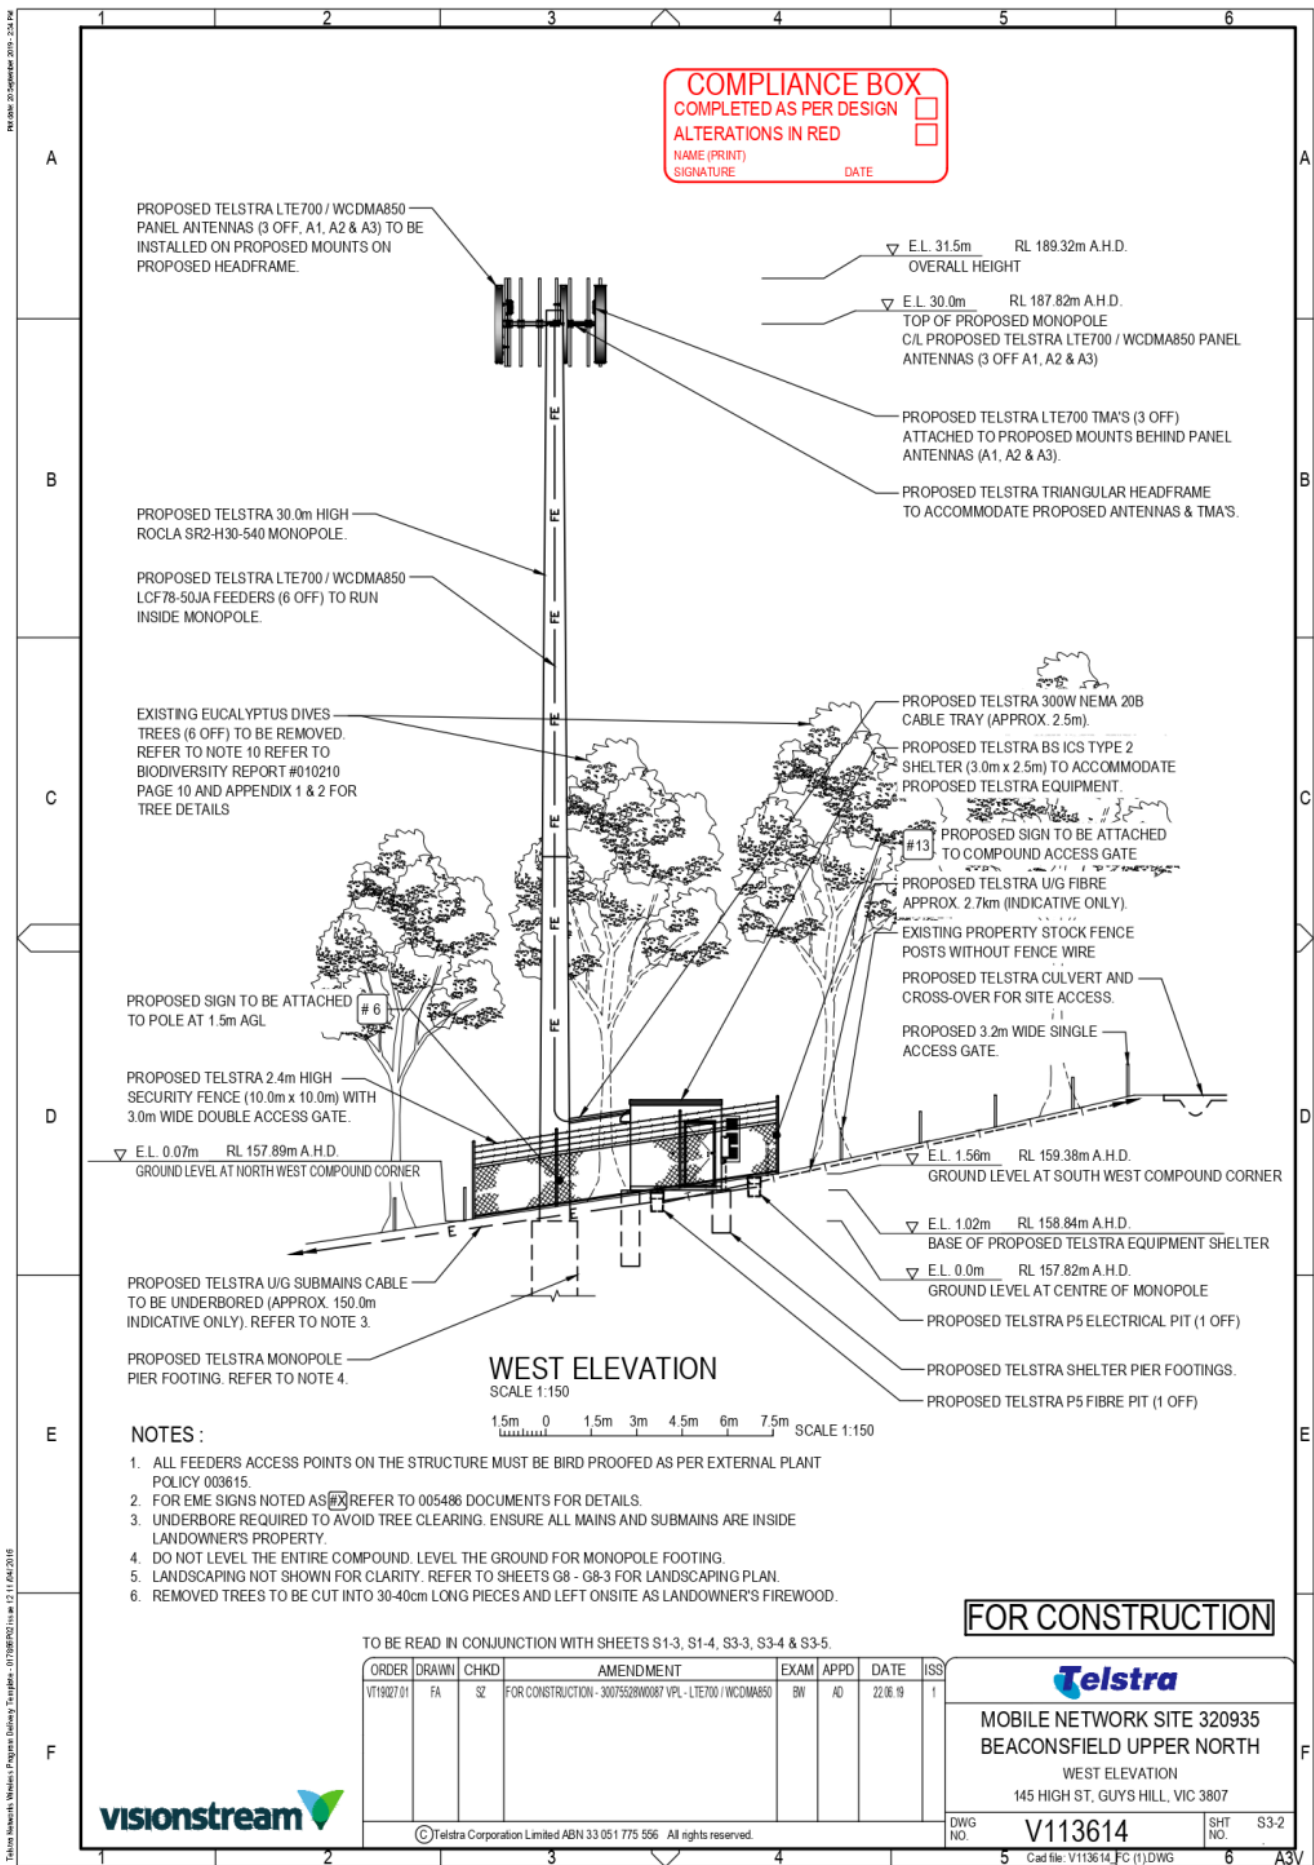 Plot date: 20 September 2019 - 2:34 PM
1 2 3 4 5 6
A
A
B
B
C
C
D
D
E
E
F
F
COMPLIANCE BOX
COMPLETED AS PER DESIGN
ALTERATIONS IN RED
NAME (PRINT)
SIGNATURE DATE
PROPOSED TELSTRA LTE700 / WCDMA850
PANEL ANTENNAS (3 OFF, A1, A2 & A3) TO BE
INSTALLED ON PROPOSED MOUNTS ON
PROPOSED HEADFRAME.
E.L. 31.5m RL 189.32m A.H.D.
OVERALL HEIGHT
E.L. 30.0m RL 187.82m A.H.D.
TOP OF PROPOSED MONOPOLE
C/L PROPOSED TELSTRA LTE700 / WCDMA850 PANEL
ANTENNAS (3 OFF A1, A2 & A3)
PROPOSED TELSTRA LTE700 TMA'S (3 OFF)
ATTACHED TO PROPOSED MOUNTS BEHIND PANEL
ANTENNAS (A1, A2 & A3).
PROPOSED TELSTRA TRIANGULAR HEADFRAME
TO ACCOMMODATE PROPOSED ANTENNAS & TMA'S.
PROPOSED TELSTRA 30.0m HIGH
ROCLA SR2-H30-540 MONOPOLE.
PROPOSED TELSTRA LTE700 / WCDMA850
LCF78-50JA FEEDERS (6 OFF) TO RUN
INSIDE MONOPOLE.
FE
FE
FE
FE
FE
FE
FE
EXISTING EUCALYPTUS DIVES
TREES (6 OFF) TO BE REMOVED.
REFER TO NOTE 10 REFER TO
BIODIVERSITY REPORT #010210
PAGE 10 AND APPENDIX 1 & 2 FOR
TREE DETAILS
PROPOSED TELSTRA 300W NEMA 20B
CABLE TRAY (APPROX. 2.5m).
PROPOSED TELSTRA BS ICS TYPE 2
SHELTER (3.0m x 2.5m) TO ACCOMMODATE
PROPOSED TELSTRA EQUIPMENT.
#13
PROPOSED SIGN TO BE ATTACHED
TO COMPOUND ACCESS GATE
PROPOSED TELSTRA U/G FIBRE
APPROX. 2.7km (INDICATIVE ONLY).
EXISTING PROPERTY STOCK FENCE
POSTS WITHOUT FENCE WIRE
PROPOSED TELSTRA CULVERT AND
CROSS-OVER FOR SITE ACCESS.
PROPOSED 3.2m WIDE SINGLE
ACCESS GATE.
PROPOSED SIGN TO BE ATTACHED
TO POLE AT 1.5m AGL
# 6
PROPOSED TELSTRA 2.4m HIGH
SECURITY FENCE (10.0m x 10.0m) WITH
3.0m WIDE DOUBLE ACCESS GATE.
E.L. 0.07m RL 157.89m A.H.D.
GROUND LEVEL AT NORTH WEST COMPOUND CORNER
E.L. 1.56m RL 159.38m A.H.D.
GROUND LEVEL AT SOUTH WEST COMPOUND CORNER
E.L. 1.02m RL 158.84m A.H.D.
BASE OF PROPOSED TELSTRA EQUIPMENT SHELTER
E.L. 0.0m RL 157.82m A.H.D.
GROUND LEVEL AT CENTRE OF MONOPOLE
E
E
PROPOSED TELSTRA U/G SUBMAINS CABLE
TO BE UNDERBORED (APPROX. 150.0m
INDICATIVE ONLY). REFER TO NOTE 3.
PROPOSED TELSTRA MONOPOLE
PIER FOOTING. REFER TO NOTE 4.
PROPOSED TELSTRA P5 ELECTRICAL PIT (1 OFF)
PROPOSED TELSTRA SHELTER PIER FOOTINGS.
PROPOSED TELSTRA P5 FIBRE PIT (1 OFF)
WEST ELEVATION
SCALE 1:150
1.5m 0 1.5m 3m 4.5m 6m 7.5m SCALE 1:150
NOTES :
1. ALL FEEDERS ACCESS POINTS ON THE STRUCTURE MUST BE BIRD PROOFED AS PER EXTERNAL PLANT
POLICY 003615.
2. FOR EME SIGNS NOTED AS #X REFER TO 005486 DOCUMENTS FOR DETAILS.
3. UNDERBORE REQUIRED TO AVOID TREE CLEARING. ENSURE ALL MAINS AND SUBMAINS ARE INSIDE
LANDOWNER'S PROPERTY.
4. DO NOT LEVEL THE ENTIRE COMPOUND. LEVEL THE GROUND FOR MONOPOLE FOOTING.
5. LANDSCAPING NOT SHOWN FOR CLARITY. REFER TO SHEETS G8 - G8-3 FOR LANDSCAPING PLAN.
6. REMOVED TREES TO BE CUT INTO 30-40cm LONG PIECES AND LEFT ONSITE AS LANDOWNER'S FIREWOOD.
FOR CONSTRUCTION
TO BE READ IN CONJUNCTION WITH SHEETS S1-3, S1-4, S3-3, S3-4 & S3-5.
ORDER DRAWN CHKD AMENDMENT EXAM APPD DATE ISS
VT19027.01 FA SZ FOR CONSTRUCTION - 30075528W0087 VPL - LTE700 / WCDMA850 BW AD 22.08.19 1
Telstra
MOBILE NETWORK SITE 320935
BEACONSFIELD UPPER NORTH
WEST ELEVATION
145 HIGH ST, GUYS HILL, VIC 3807
DWG NO. V113614 SHT NO. S3-2
visionstream
© Telstra Corporation Limited ABN 33 051 775 556 All rights reserved.
Cad file: V113614_FC (1).DWG
A3V
1 2 3 4 5 6